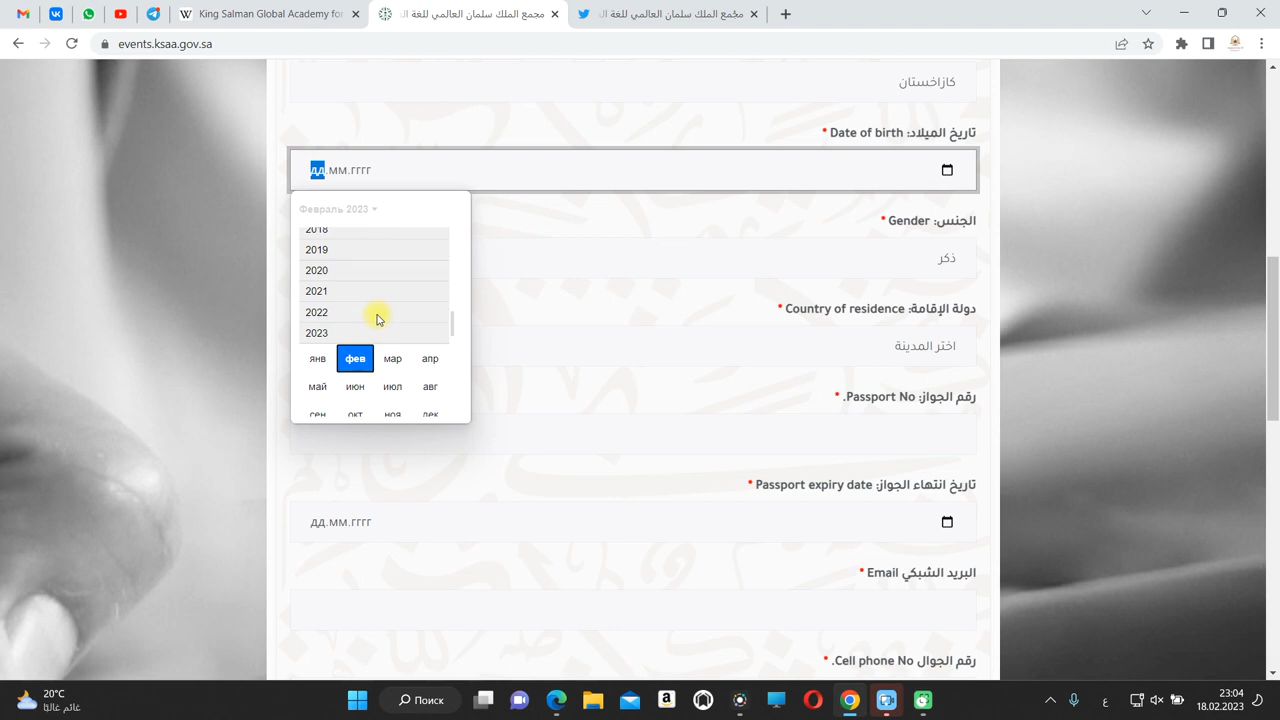 King Salman Global Academy for
مجمع الملك سلمان العالمي للغة ال
مجمع الملك سلمان العالمي للغة ال
events.ksaa.gov.sa
كازاخستان
تاريخ الميلاد: Date of birth *
дд.мм.гггг
Февраль 2023
2018
2019
2020
2021
2022
2023
янв фев мар апр
май июн июл авг
сен окт ноя дек
الجنس: Gender *
ذكر
دولة الإقامة: Country of residence *
اختر المدينة
رقم الجواز: Passport No. *
تاريخ انتهاء الجواز: Passport expiry date *
дд.мм.гггг
البريد الشبكي Email *
رقم الجوال Cell phone No. *
20°C
غائم غالبًا
Поиск
ع
23:04
18.02.2023